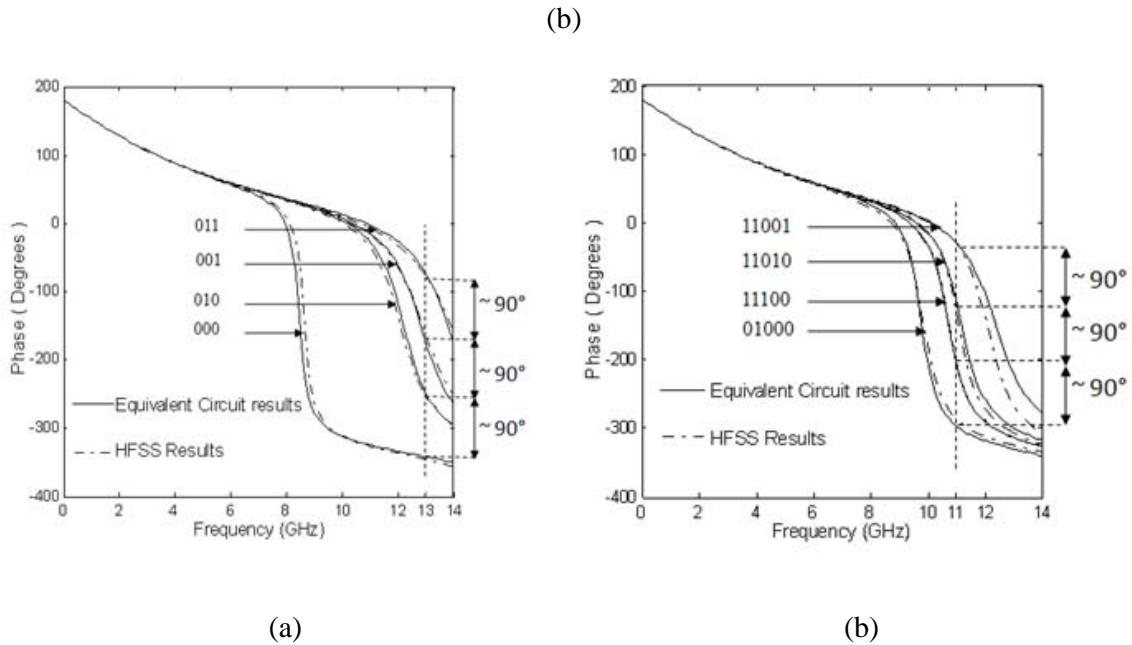 (b)
200
100
0
-100
-200
-300
-400
Phase ( Degrees )
011
001
010
000
~ 90°
~ 90°
~ 90°
Equivalent Circuit results
HFSS Results
0 2 4 6 8 10 12 13 14
Frequency (GHz)
(a)
200
100
0
-100
-200
-300
-400
Phase ( Degrees )
11001
11010
11100
01000
~ 90°
~ 90°
~ 90°
Equivalent Circuit results
HFSS Results
0 2 4 6 8 10 11 12 14
Frequency (GHz)
(b)